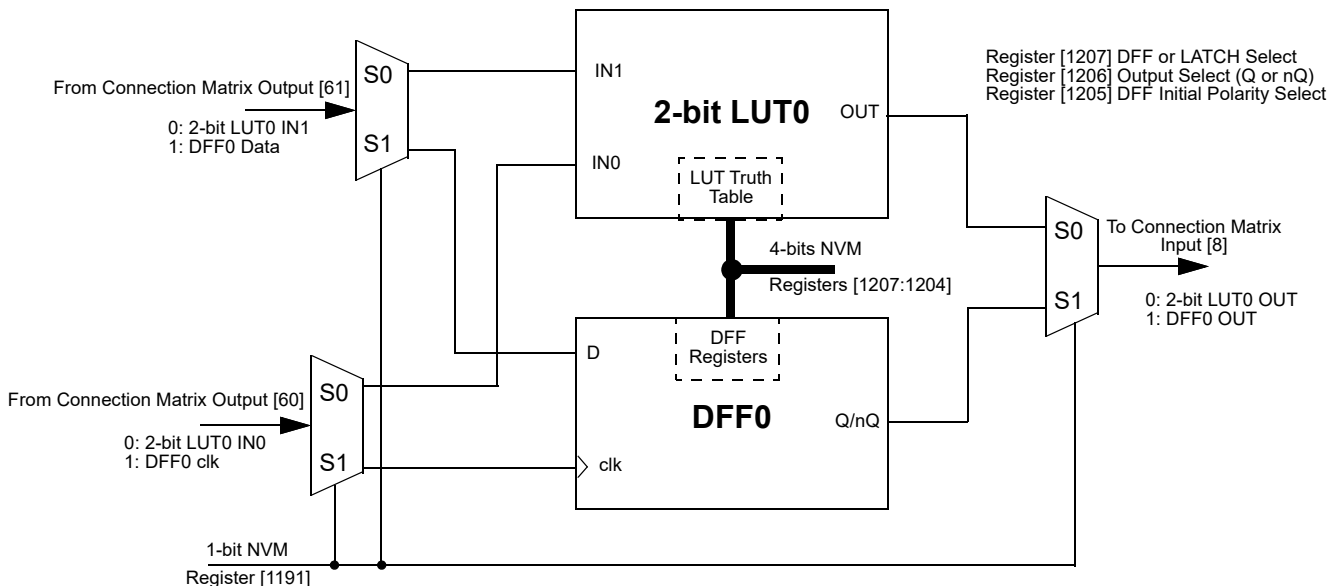 S0
S1
From Connection Matrix Output [61]
0: 2-bit LUT0 IN1
1: DFF0 Data
IN1
2-bit LUT0
OUT
IN0
LUT Truth
Table
Register [1207] DFF or LATCH Select
Register [1206] Output Select (Q or nQ)
Register [1205] DFF Initial Polarity Select
4-bits NVM
Registers [1207:1204]
S0
S1
To Connection Matrix
Input [8]
0: 2-bit LUT0 OUT
1: DFF0 OUT
DFF
Registers
D
DFF0
Q/nQ
clk
From Connection Matrix Output [60]
0: 2-bit LUT0 IN0
1: DFF0 clk
S0
S1
1-bit NVM
Register [1191]